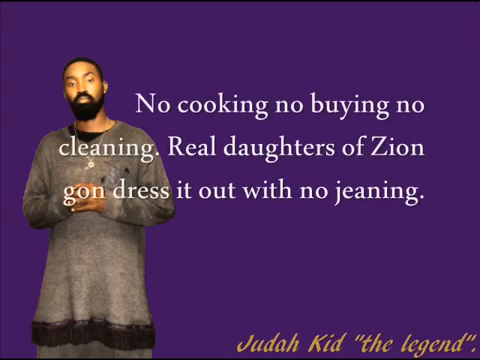 No cooking no buying no
cleaning. Real daughters of Zion
gon dress it out with no jeaning.
Judah Kid "the legend".